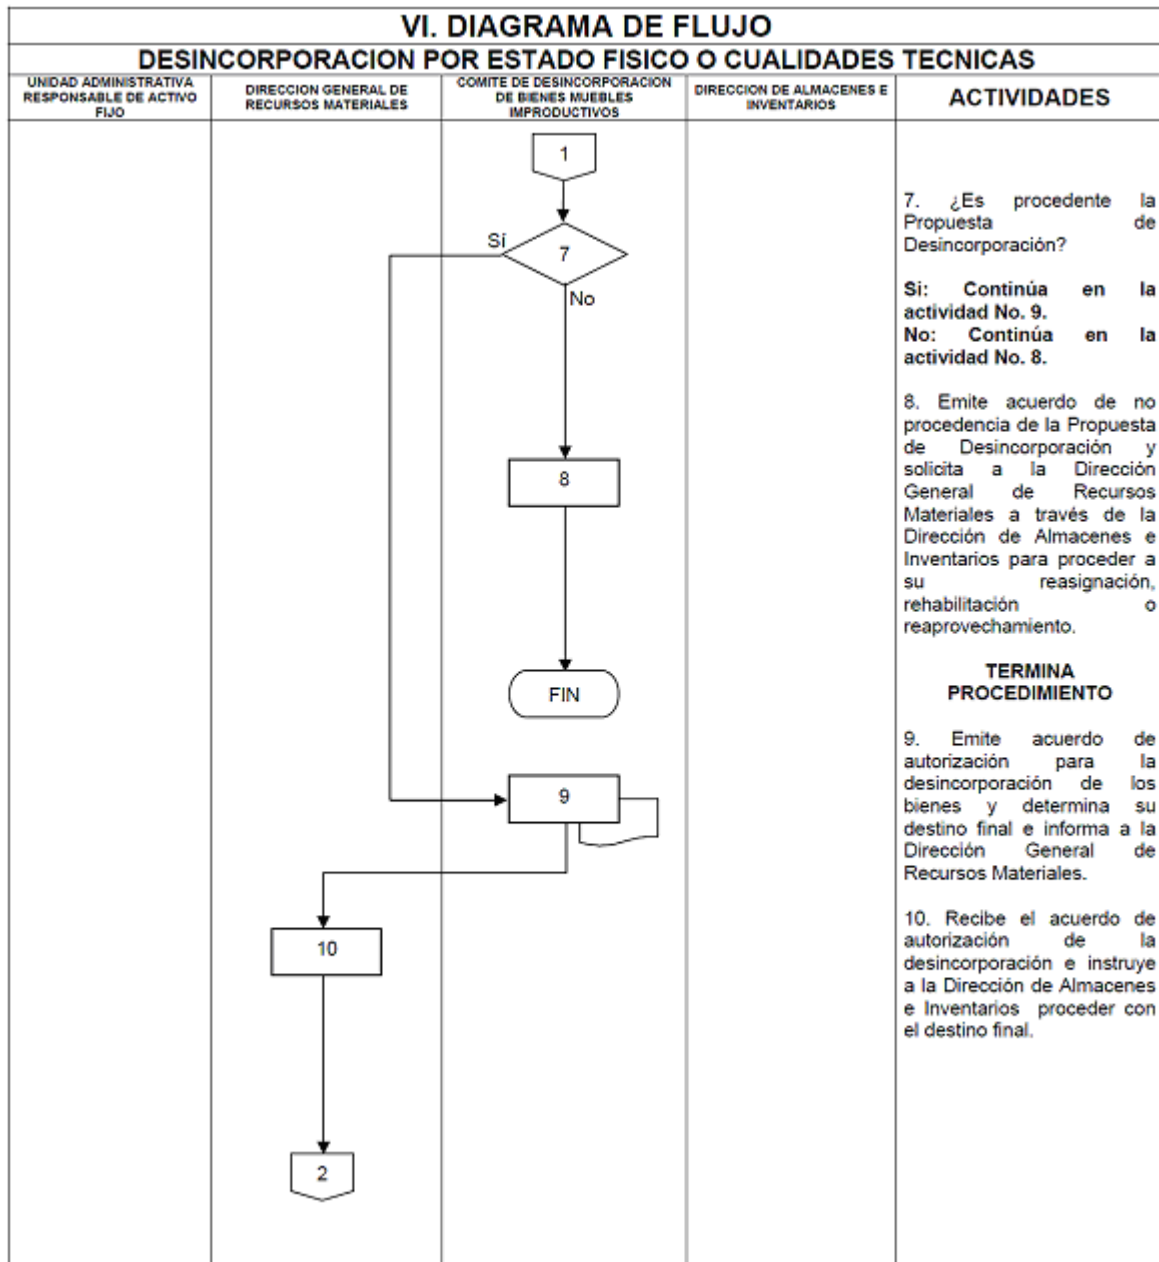 VI. DIAGRAMA DE FLUJO
DESINCORPORACION POR ESTADO FISICO O CUALIDADES TECNICAS
UNIDAD ADMINISTRATIVA
RESPONSABLE DE ACTIVO
FIJO
DIRECCION GENERAL DE
RECURSOS MATERIALES
COMITE DE DESINCORPORACION
DE BIENES MUEBLES
IMPRODUCTIVOS
DIRECCION DE ALMACENES E
INVENTARIOS
ACTIVIDADES
1
Sí
7
No
8
FIN
9
10
2
7. ¿Es procedente la
Propuesta de
Desincorporación?
Si: Continúa en la
actividad No. 9.
No: Continúa en la
actividad No. 8.
8. Emite acuerdo de no
procedencia de la Propuesta
de Desincorporación y
solicita a la Dirección
General de Recursos
Materiales a través de la
Dirección de Almacenes e
Inventarios para proceder a
su reasignación,
rehabilitación o
reaprovechamiento.
TERMINA
PROCEDIMIENTO
9. Emite acuerdo de
autorización para la
desincorporación de los
bienes y determina su
destino final e informa a la
Dirección General de
Recursos Materiales.
10. Recibe el acuerdo de
autorización de la
desincorporación e instruye
a la Dirección de Almacenes
e Inventarios proceder con
el destino final.